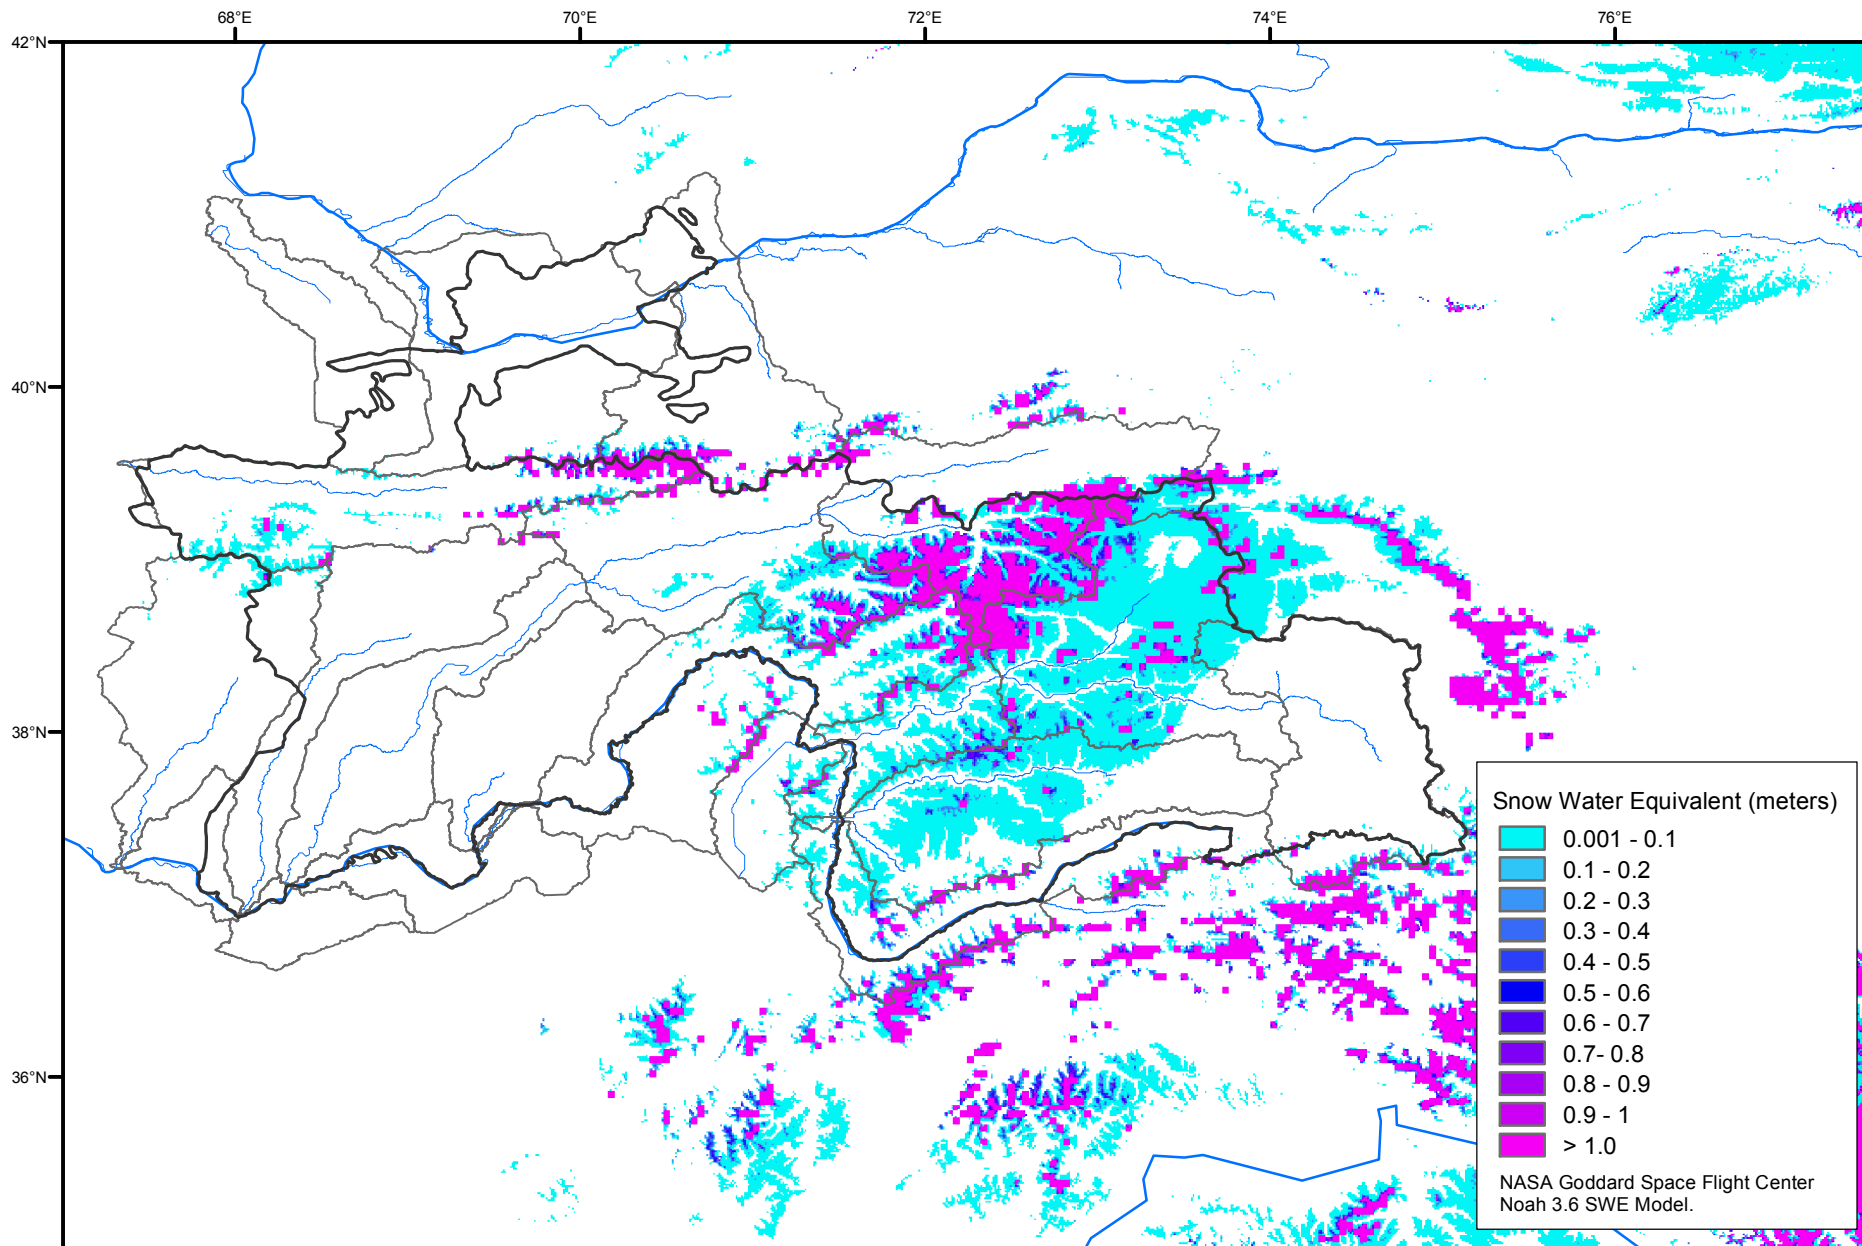 68°E
70°E
72°E
74°E
76°E
42°N
40°N
38°N
36°N
Snow Water Equivalent (meters)
0.001 - 0.1
0.1 - 0.2
0.2 - 0.3
0.3 - 0.4
0.4 - 0.5
0.5 - 0.6
0.6 - 0.7
0.7- 0.8
0.8 - 0.9
0.9 - 1
> 1.0
NASA Goddard Space Flight Center
Noah 3.6 SWE Model.